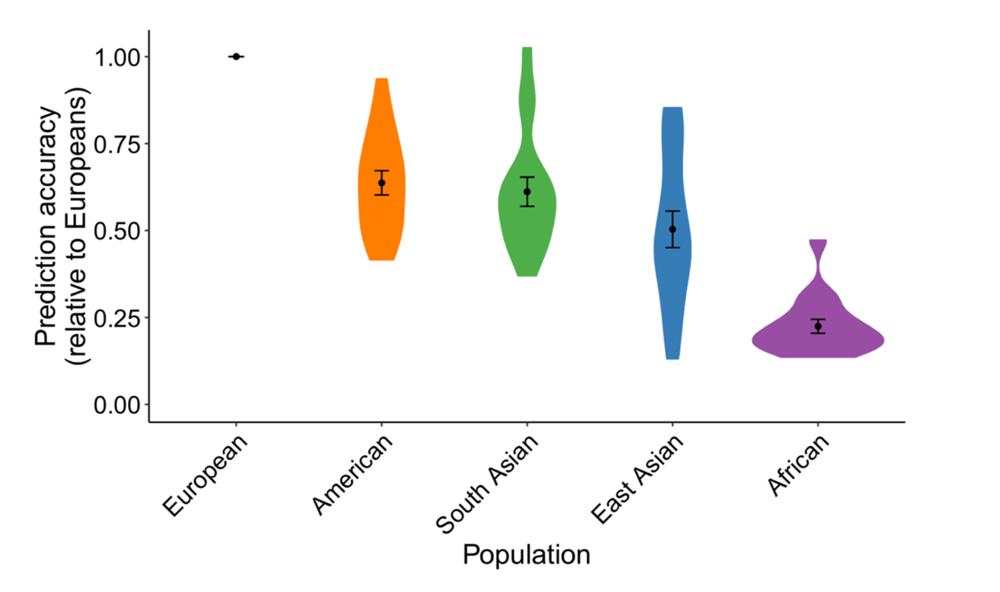 Prediction accuracy
(relative to Europeans)
1.00
0.75
0.50
0.25
0.00
European
American
South Asian
East Asian
African
Population